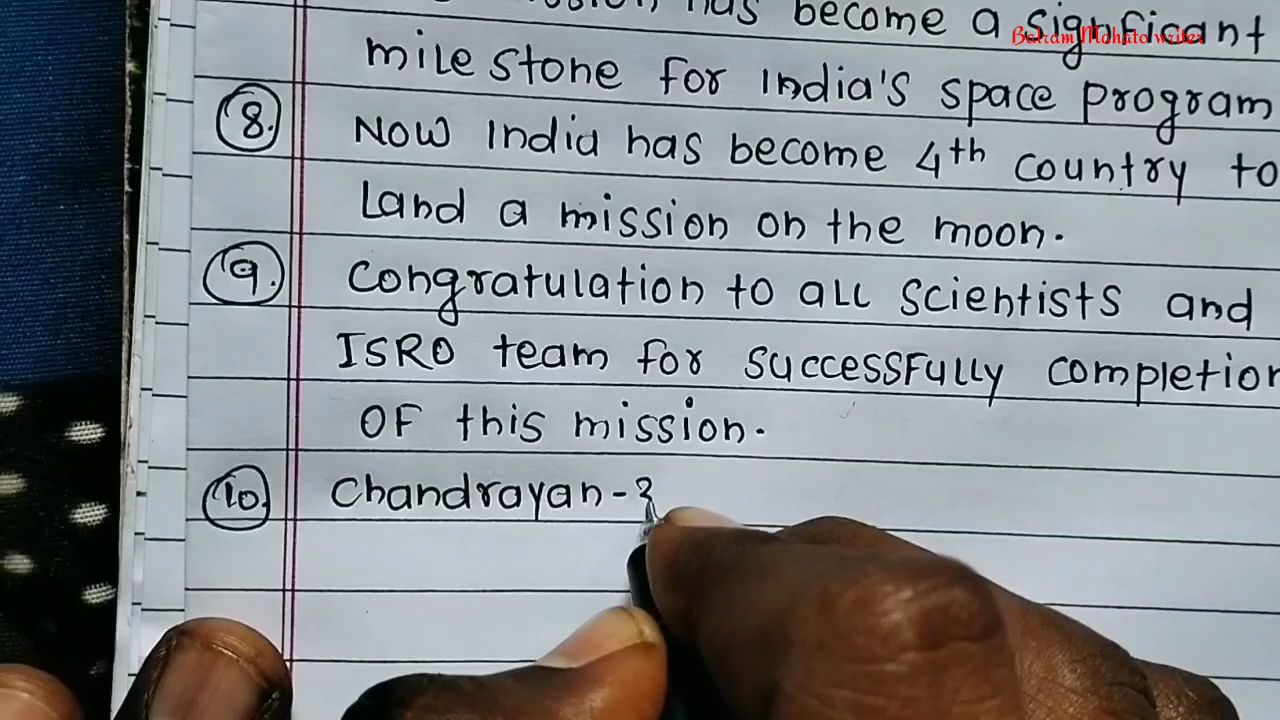 has become a significant
Balram Mahato writes
mile stone for India's space program
8. Now India has become 4th country to
Land a mission on the moon.
9. Congratulation to all scientists and
ISRO team for successfully completion
of this mission.
10. Chandrayan-3